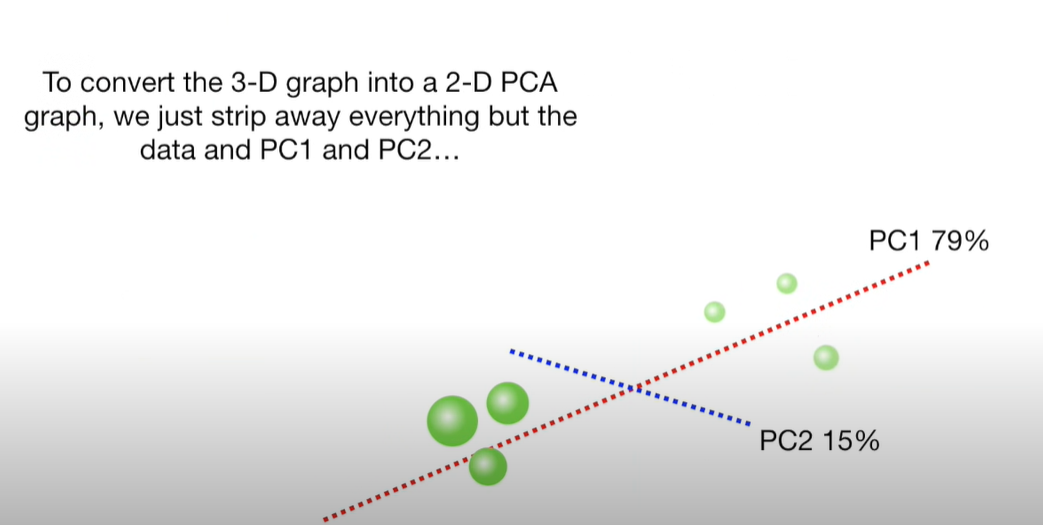 To convert the 3-D graph into a 2-D PCA
graph, we just strip away everything but the
data and PC1 and PC2…
PC1 79%
PC2 15%